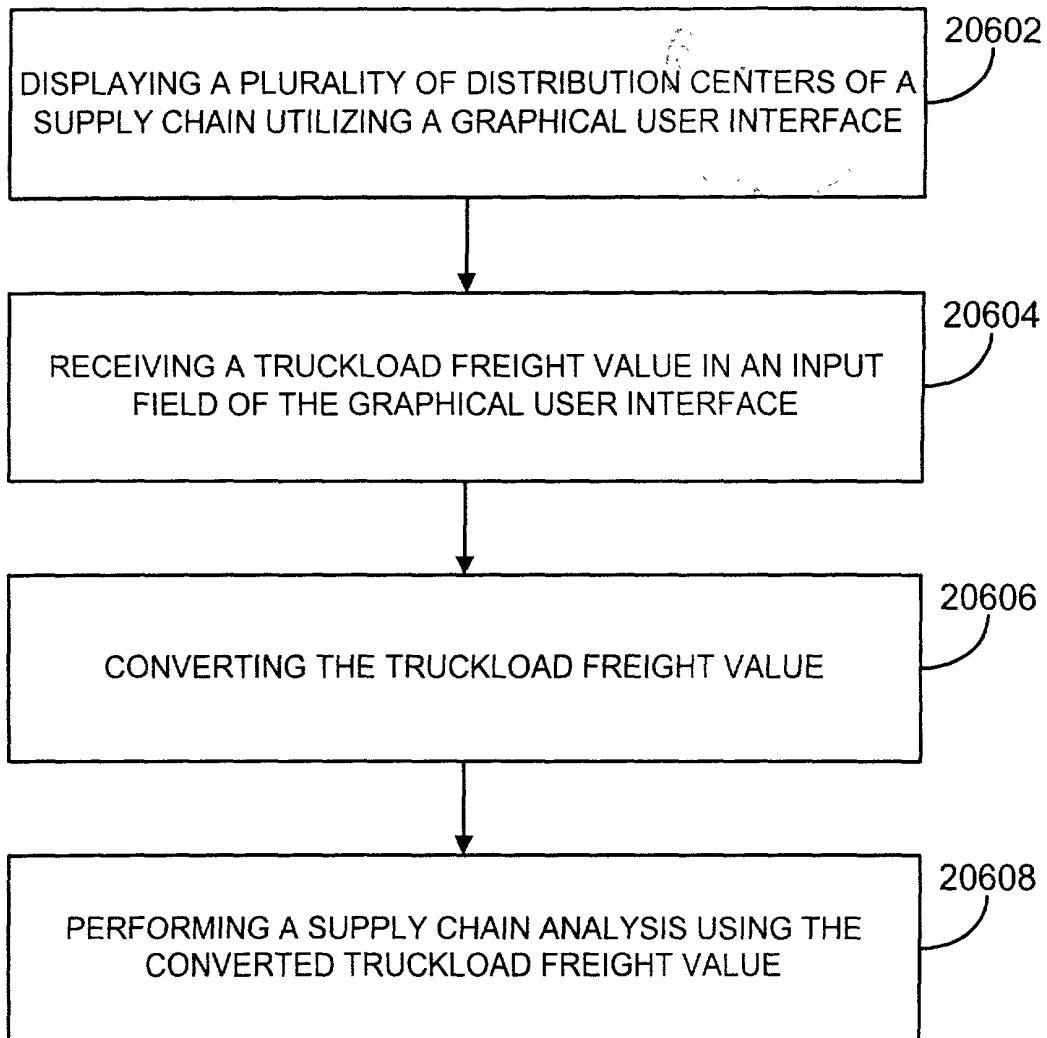 20602
DISPLAYING A PLURALITY OF DISTRIBUTION CENTERS OF A
SUPPLY CHAIN UTILIZING A GRAPHICAL USER INTERFACE
20604
RECEIVING A TRUCKLOAD FREIGHT VALUE IN AN INPUT
FIELD OF THE GRAPHICAL USER INTERFACE
20606
CONVERTING THE TRUCKLOAD FREIGHT VALUE
20608
PERFORMING A SUPPLY CHAIN ANALYSIS USING THE
CONVERTED TRUCKLOAD FREIGHT VALUE